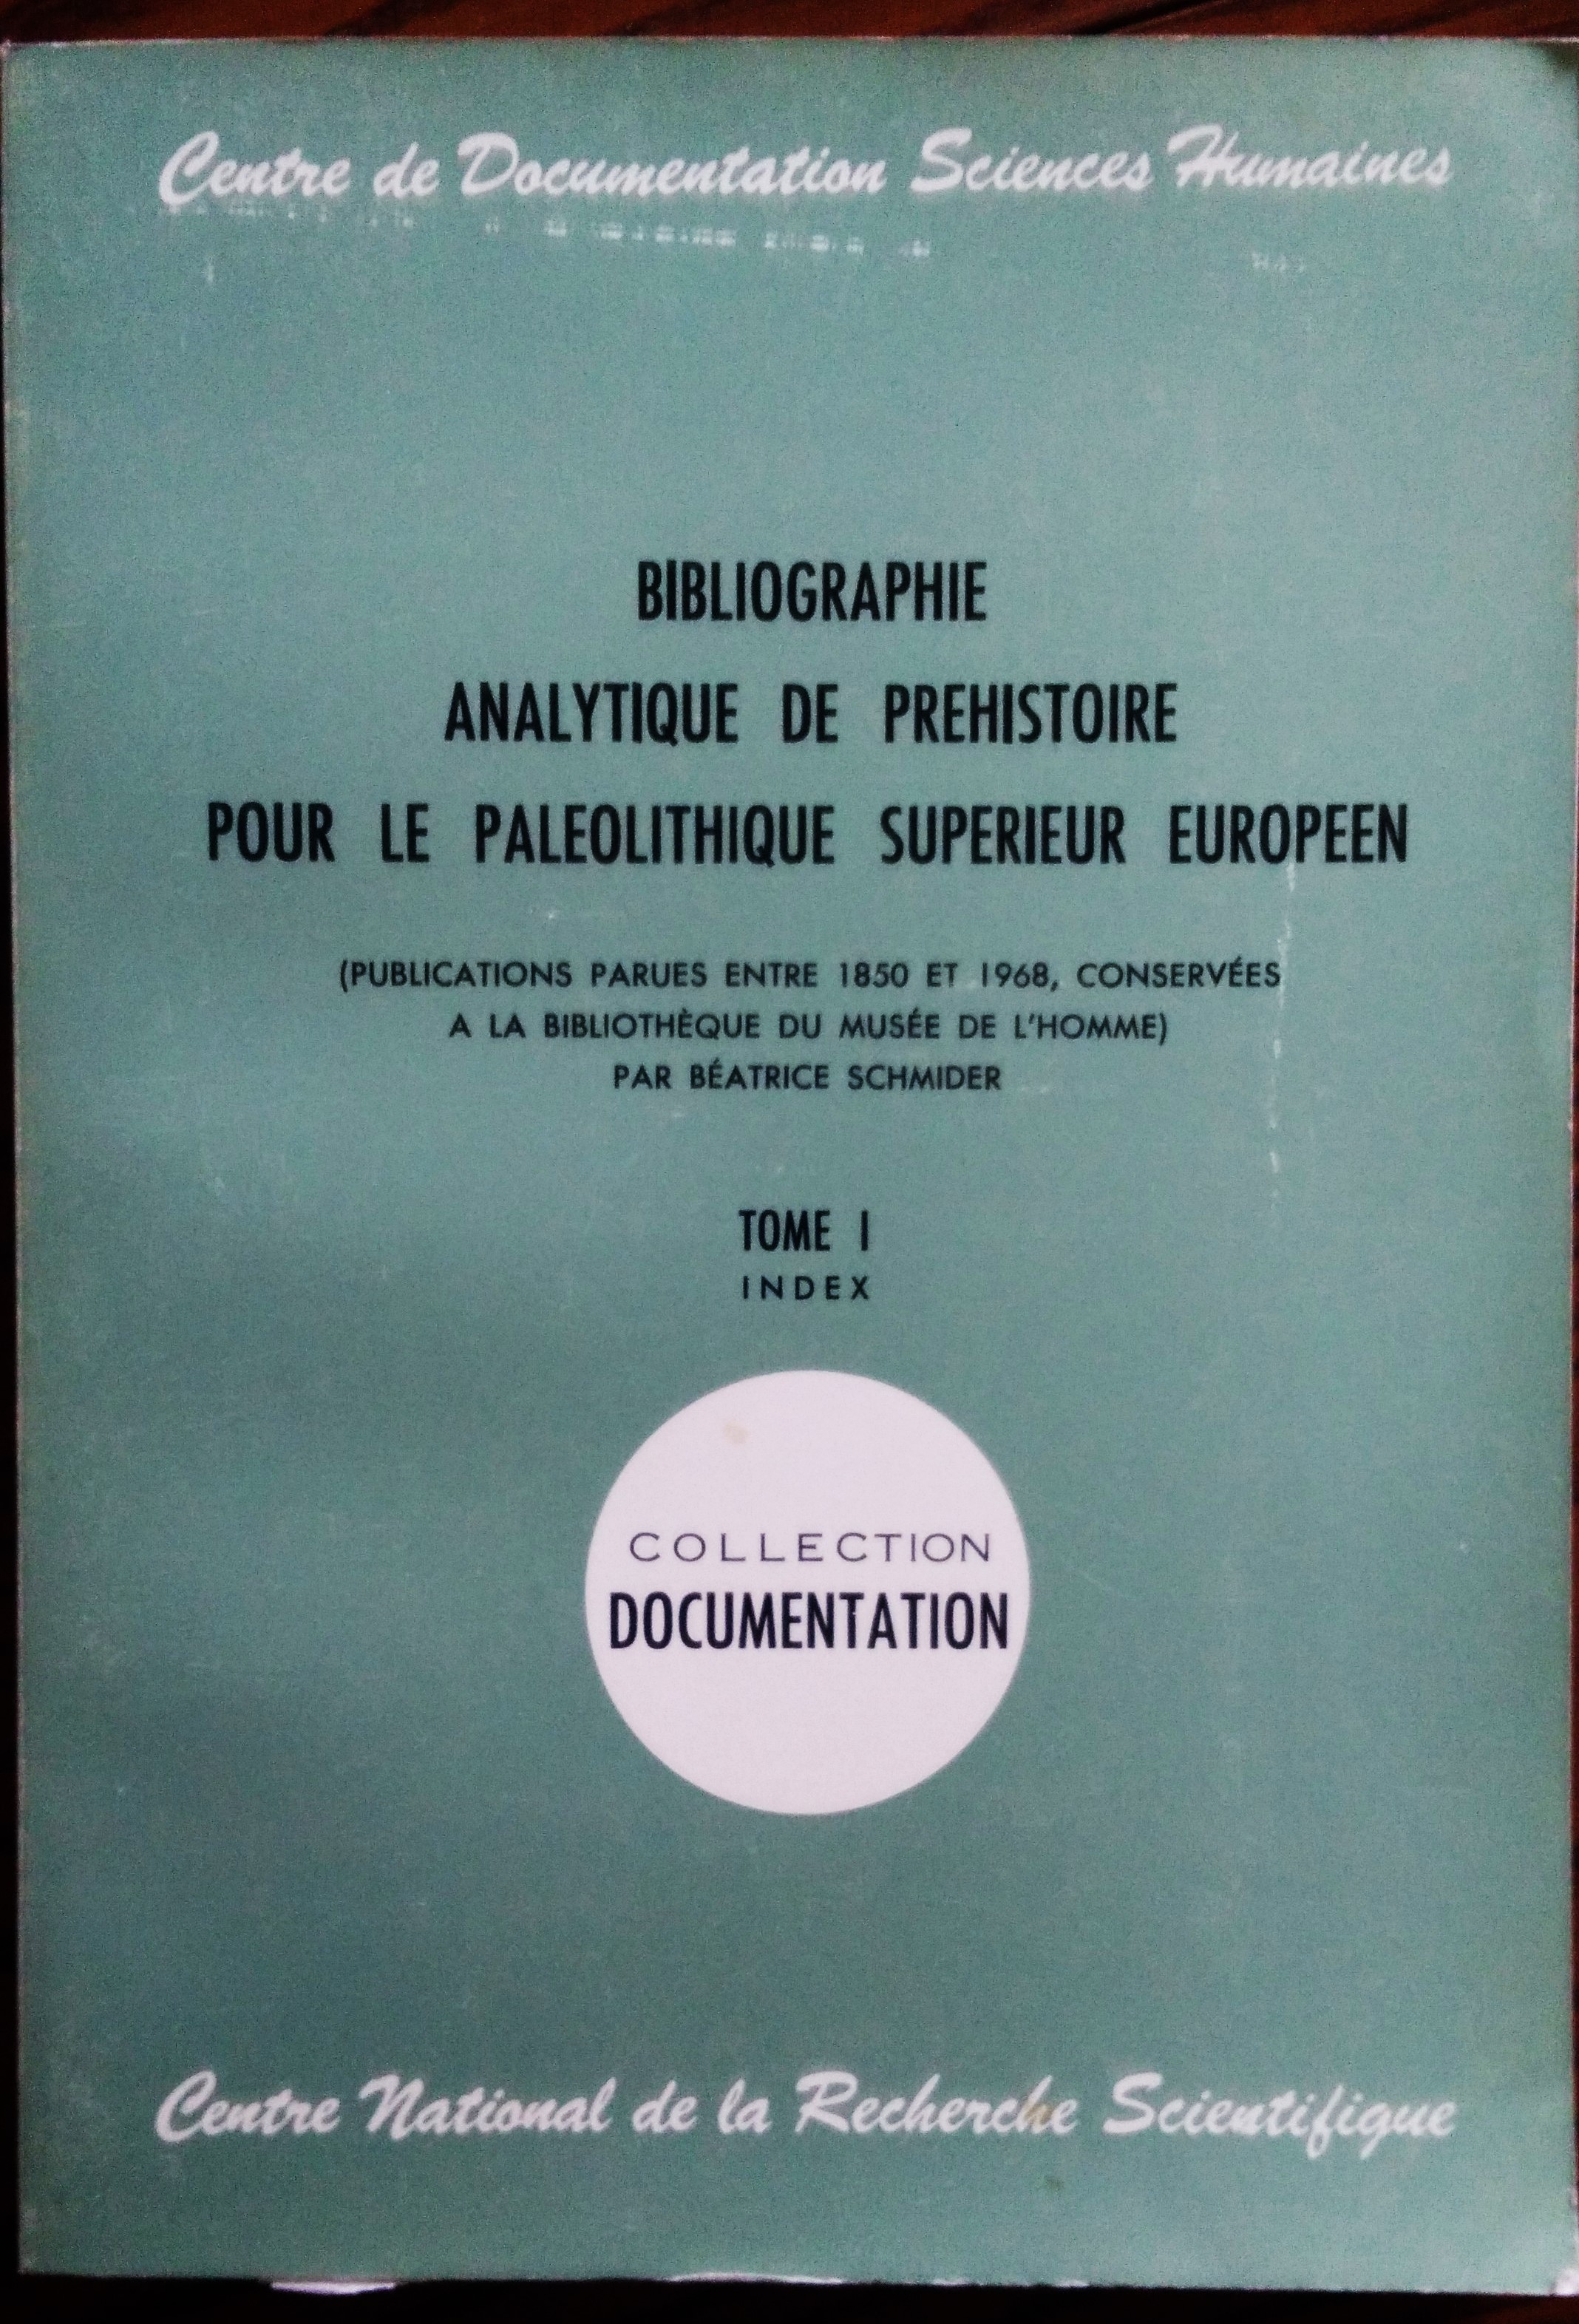 Centre de Documentation Sciences Humaines
BIBLIOGRAPHIE
ANALYTIQUE DE PREHISTOIRE
POUR LE PALEOLITHIQUE SUPERIEUR EUROPEEN
(PUBLICATIONS PARUES ENTRE 1850 ET 1968, CONSERVÉES
A LA BIBLIOTHÈQUE DU MUSÉE DE L'HOMME)
PAR BÉATRICE SCHMIDER
TOME I
INDEX
COLLECTION
DOCUMENTATION
Centre National de la Recherche Scientifique